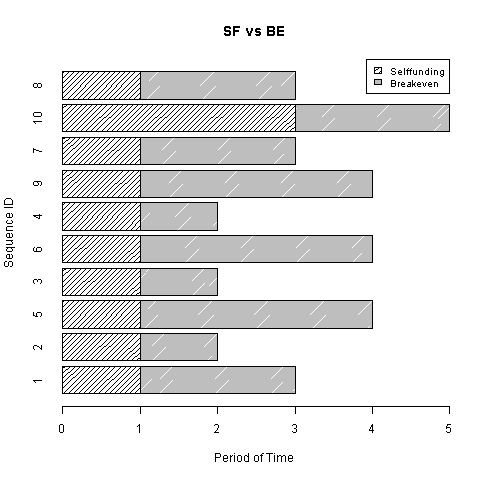 SF vs BE
Selffunding
Breakeven
Sequence ID
8
10
7
9
4
6
3
5
2
1
0 1 2 3 4 5
Period of Time